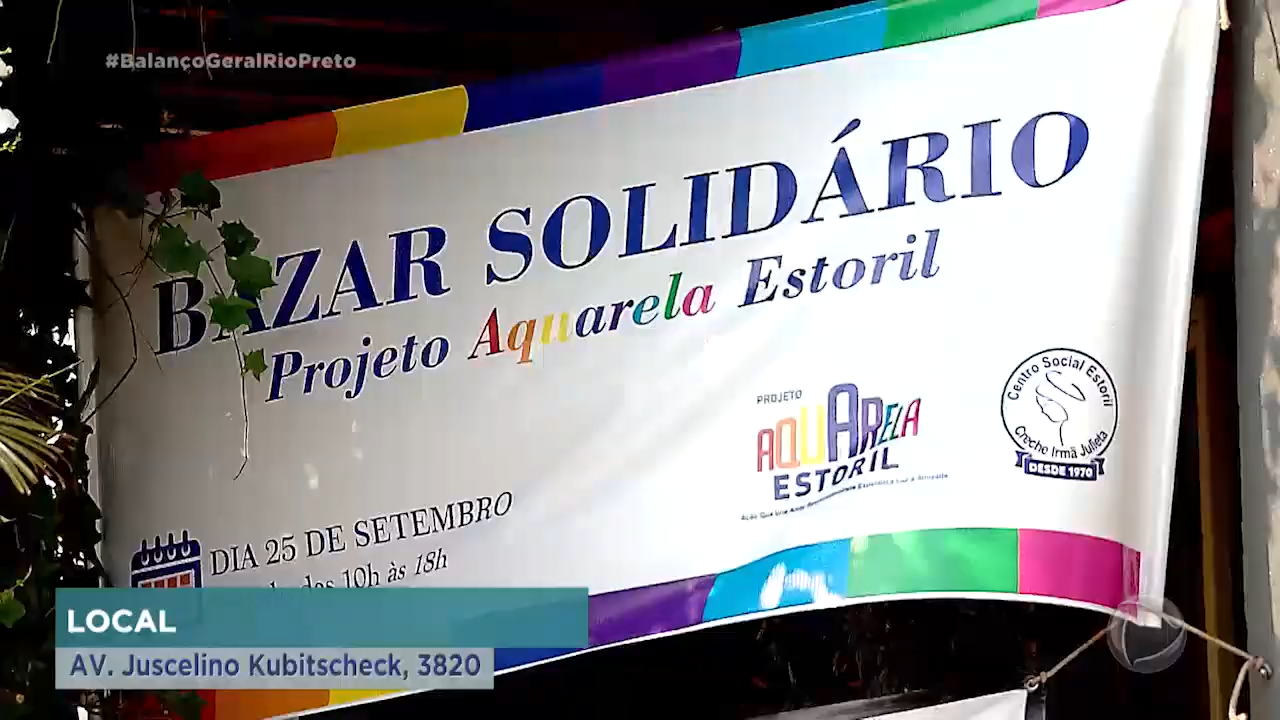 #BalançoGeralRioPreto
BAZAR SOLIDÁRIO
Projeto Aquarela Estoril
PROJETO
AQUARELA
ESTORIL
Centro Social Estoril
Creche Irmã Julieta
DESDE 1970
DIA 25 DE SETEMBRO
10h às 18h
LOCAL
AV. Juscelino Kubitscheck, 3820